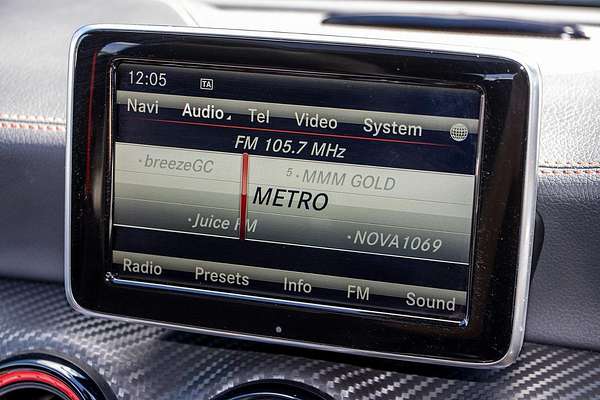 12:05 TA
Navi Audio Tel Video System
FM 105.7 MHz
•breezeGC 5•MMM GOLD
METRO
•Juice FM •NOVA1069
Radio Presets Info FM Sound